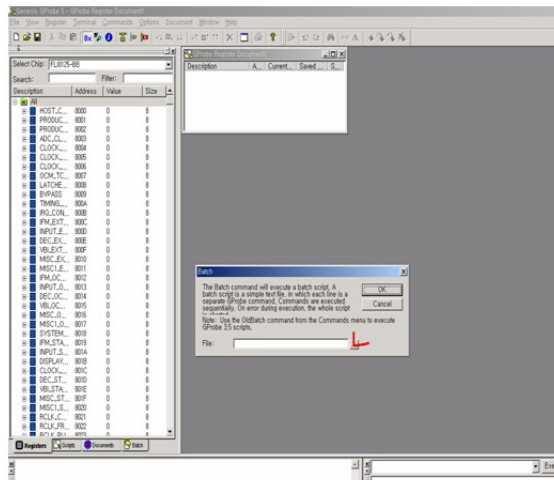 Genesis GProbe 5 - [GProbe Register Document]
File View Register Terminal Commands Options Document Window Help
Select Chip: FLI8125-BB
Search: Filter:
Description Address Value Size
All
HOST_C... 8000 0 8
PRODUC... 8001 0 8
PRODUC... 8002 0 8
ADC_CL... 8003 0 8
CLOCK_... 8004 0 8
CLOCK_... 8005 0 8
CLOCK_... 8006 0 8
OCM_TC... 8007 0 8
LATCHE... 8008 0 8
BYPASS 8009 0 8
TIMING_... 800A 0 8
IRQ_CON... 800B 0 8
IFM_EXT... 800C 0 8
INPUT_E... 800D 0 8
DEC_EX... 800E 0 8
VBI_EXT... 800F 0 8
MISC_EX... 8010 0 8
MISC1_E... 8011 0 8
IFM_OC... 8012 0 8
INPUT_O... 8013 0 8
DEC_OC... 8014 0 8
VBI_OC... 8015 0 8
MISC_O... 8016 0 8
MISC1_O... 8017 0 8
SYSTEM... 8018 0 8
IFM_STA... 8019 0 8
INPUT_S... 801A 0 8
DISPLAY... 801B 0 8
CLOCK_... 801C 0 8
DEC_ST... 801D 0 8
VBI_STA... 801E 0 8
MISC_ST... 801F 0 8
MISC1_S... 8020 0 8
RCLK_C... 8021 0 8
RCLK_FR... 8022 0 8
Registers Scripts Documents Batch
GProbe Register Document1
Description A... Current... Saved ... S...
Batch
The Batch command will execute a batch script. A
batch script is a simple text file, in which each line is a
separate GProbe command. Commands are executed
sequentially. On error during execution, the whole script
OK
Cancel
Note: Use the OldBatch command from the Commands menu to execute
GProbe 3.5 scripts.
File: